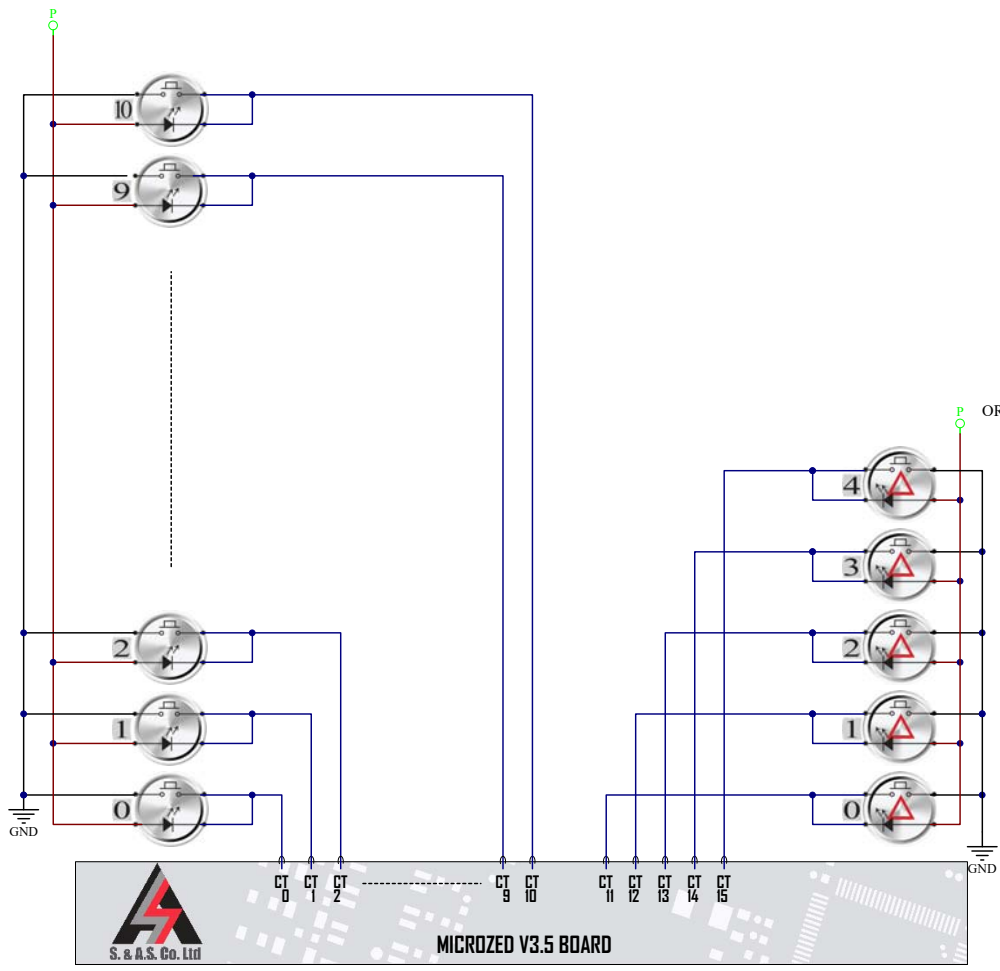 P
10
9
P OR
4
3
2
2
1
1
0
0
GND
GND
CT 0
CT 1
CT 2
CT 9
CT 10
CT 11
CT 12
CT 13
CT 14
CT 15
S. & A.S. Co. Ltd
MICROZED V3.5 BOARD